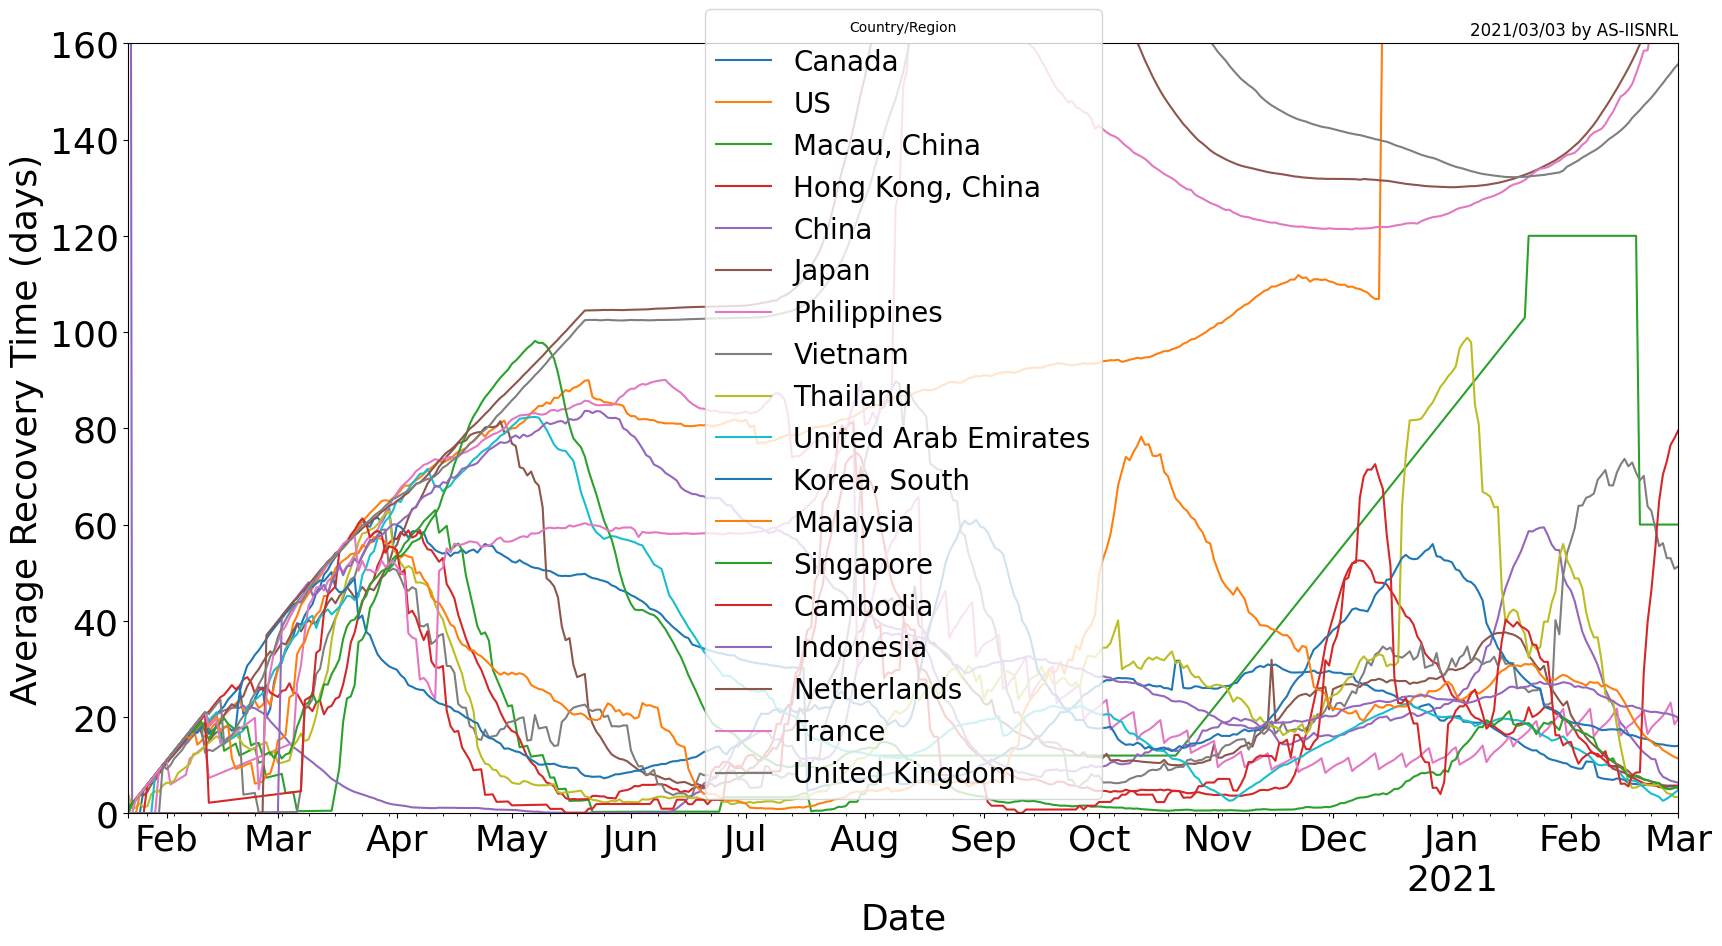 Country/Region
2021/03/03 by AS-IISNRL
160
140
120
100
80
60
40
20
0
Average Recovery Time (days)
Canada
US
Macau, China
Hong Kong, China
China
Japan
Philippines
Vietnam
Thailand
United Arab Emirates
Korea, South
Malaysia
Singapore
Cambodia
Indonesia
Netherlands
France
United Kingdom
Feb Mar Apr May Jun Jul Aug Sep Oct Nov Dec Jan Feb Mar
2021
Date